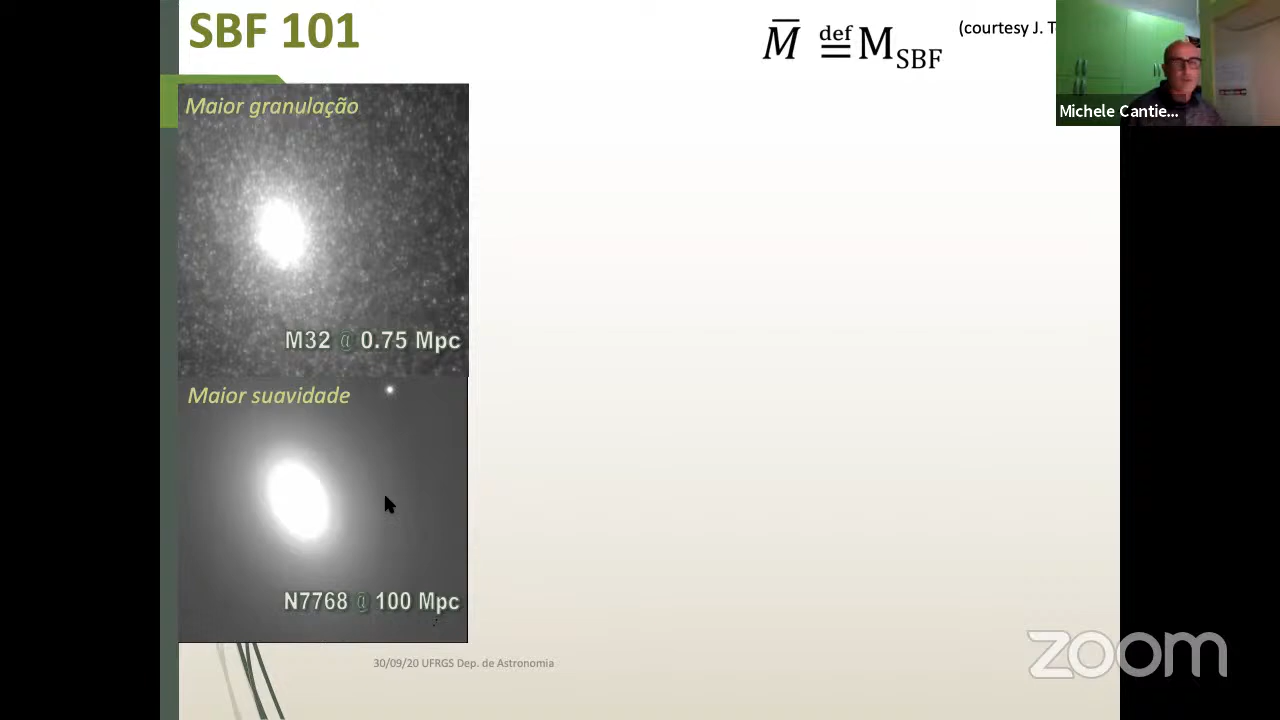 SBF 101
M̅ ≝ M_SBF
(courtesy J.
Michele Cantie...
Maior granulação
M32 @ 0.75 Mpc
Maior suavidade
N7768 @ 100 Mpc
30/09/20 UFRGS Dep. de Astronomia
zoom